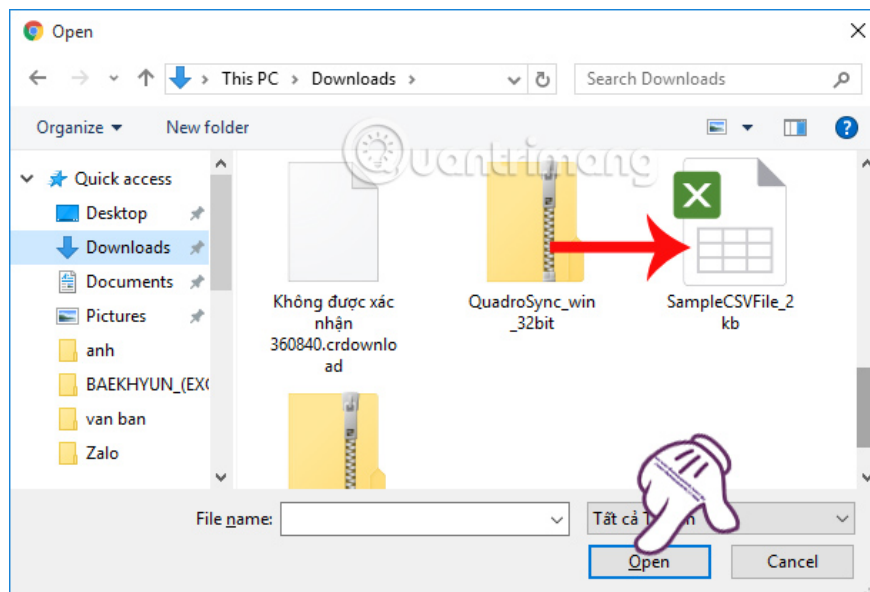 Open
This PC > Downloads >
Search Downloads
Organize
New folder
Quantrimang
Quick access
Desktop
Downloads
Documents
Pictures
anh
BAEKHYUN_(EX
van ban
Zalo
Không được xác
nhận
360840.crdownlo
ad
QuadroSync_win
_32bit
SampleCSVFile_2
kb
File name:
Tất cả
Open
Cancel